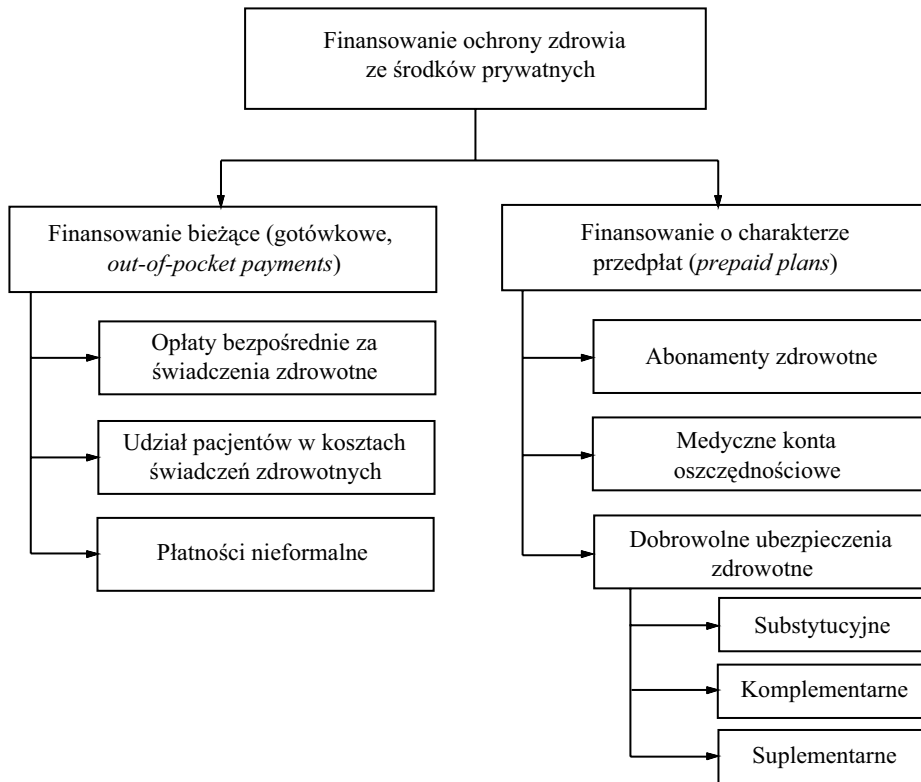 Finansowanie ochrony zdrowia
ze środków prywatnych
Finansowanie bieżące (gotówkowe,
out-of-pocket payments)
Opłaty bezpośrednie za
świadczenia zdrowotne
Udział pacjentów w kosztach
świadczeń zdrowotnych
Płatności nieformalne
Finansowanie o charakterze
przedpłat (prepaid plans)
Abonamenty zdrowotne
Medyczne konta
oszczędnościowe
Dobrowolne ubezpieczenia
zdrowotne
Substytucyjne
Komplementarne
Suplementarne